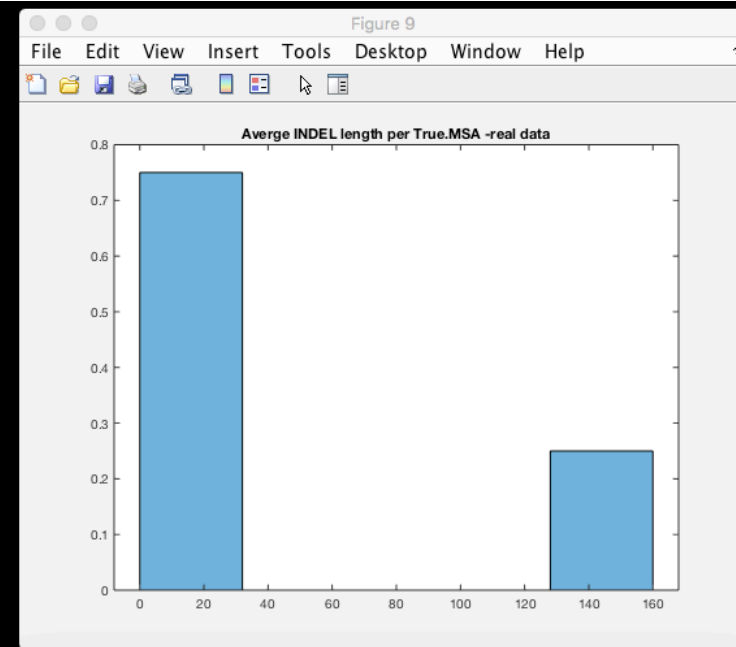 Figure 9
File Edit View Insert Tools Desktop Window Help
Averge INDEL length per True.MSA -real data
0.8
0.7
0.6
0.5
0.4
0.3
0.2
0.1
0
0 20 40 60 80 100 120 140 160